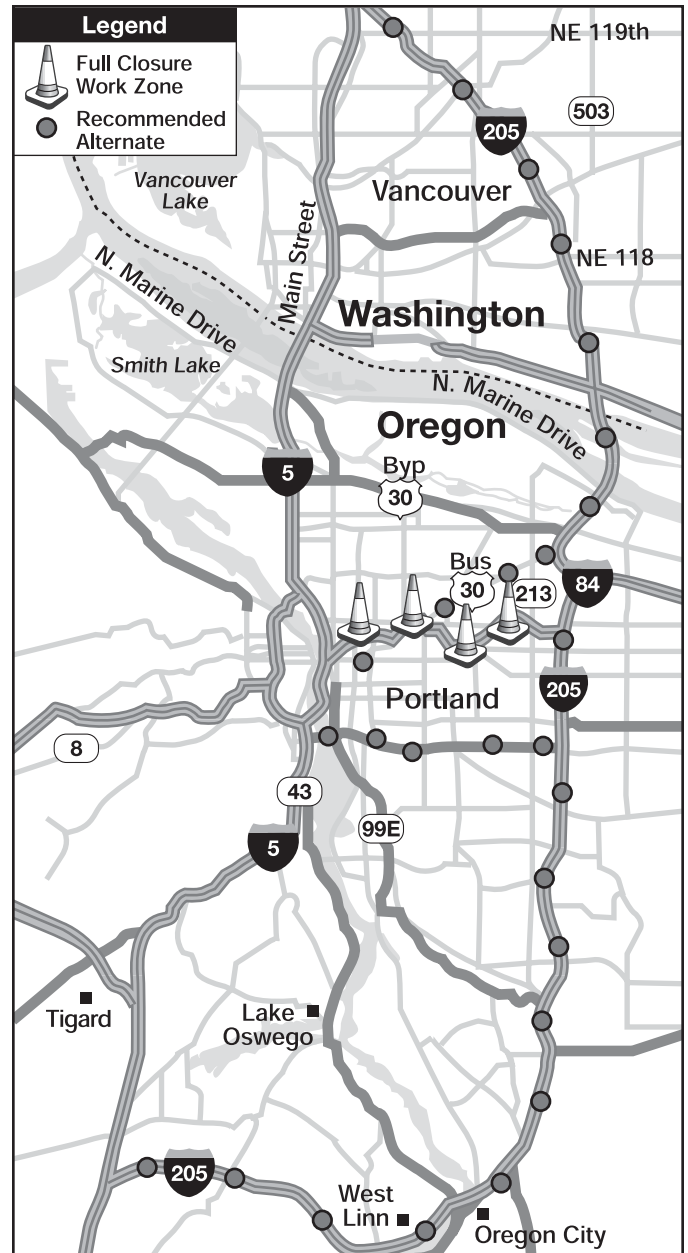 Legend
Full Closure
Work Zone
Recommended
Alternate
NE 119th
503
205
Vancouver
Lake
Vancouver
Main Street
NE 118
N. Marine Drive
Washington
Smith Lake
N. Marine Drive
Oregon
5
Byp
30
Bus
30
213
84
Portland
205
8
43
99E
5
Tigard
Lake
Oswego
205
West
Linn
Oregon City